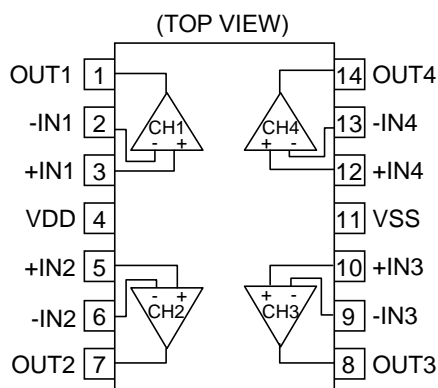 (TOP VIEW)
OUT1 1 14 OUT4
-IN1 2 CH1 - + CH4 + - 13 -IN4
+IN1 3 12 +IN4
VDD 4 11 VSS
+IN2 5 10 +IN3
-IN2 6 - + CH2 + - CH3 9 -IN3
OUT2 7 8 OUT3